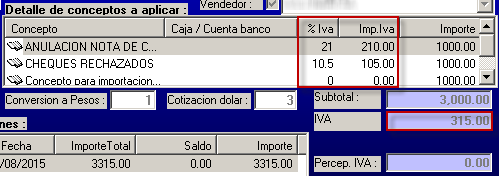 Vendedor :
Detalle de conceptos a aplicar :
Concepto Caja / Cuenta banco % Iva Imp.Iva Importe
ANULACION NOTA DE C... 21 210.00 1000.00
CHEQUES RECHAZADOS 10.5 105.00 1000.00
Concepto para importacion... 0 0.00 1000.00
Conversion a Pesos : 1 Cotizacion dolar : 3 Subtotal : 3,000.00
IVA 315.00
nes :
Fecha ImporteTotal Saldo Importe
/08/2015 3315.00 0.00 3315.00
Percep. IVA : 0.00